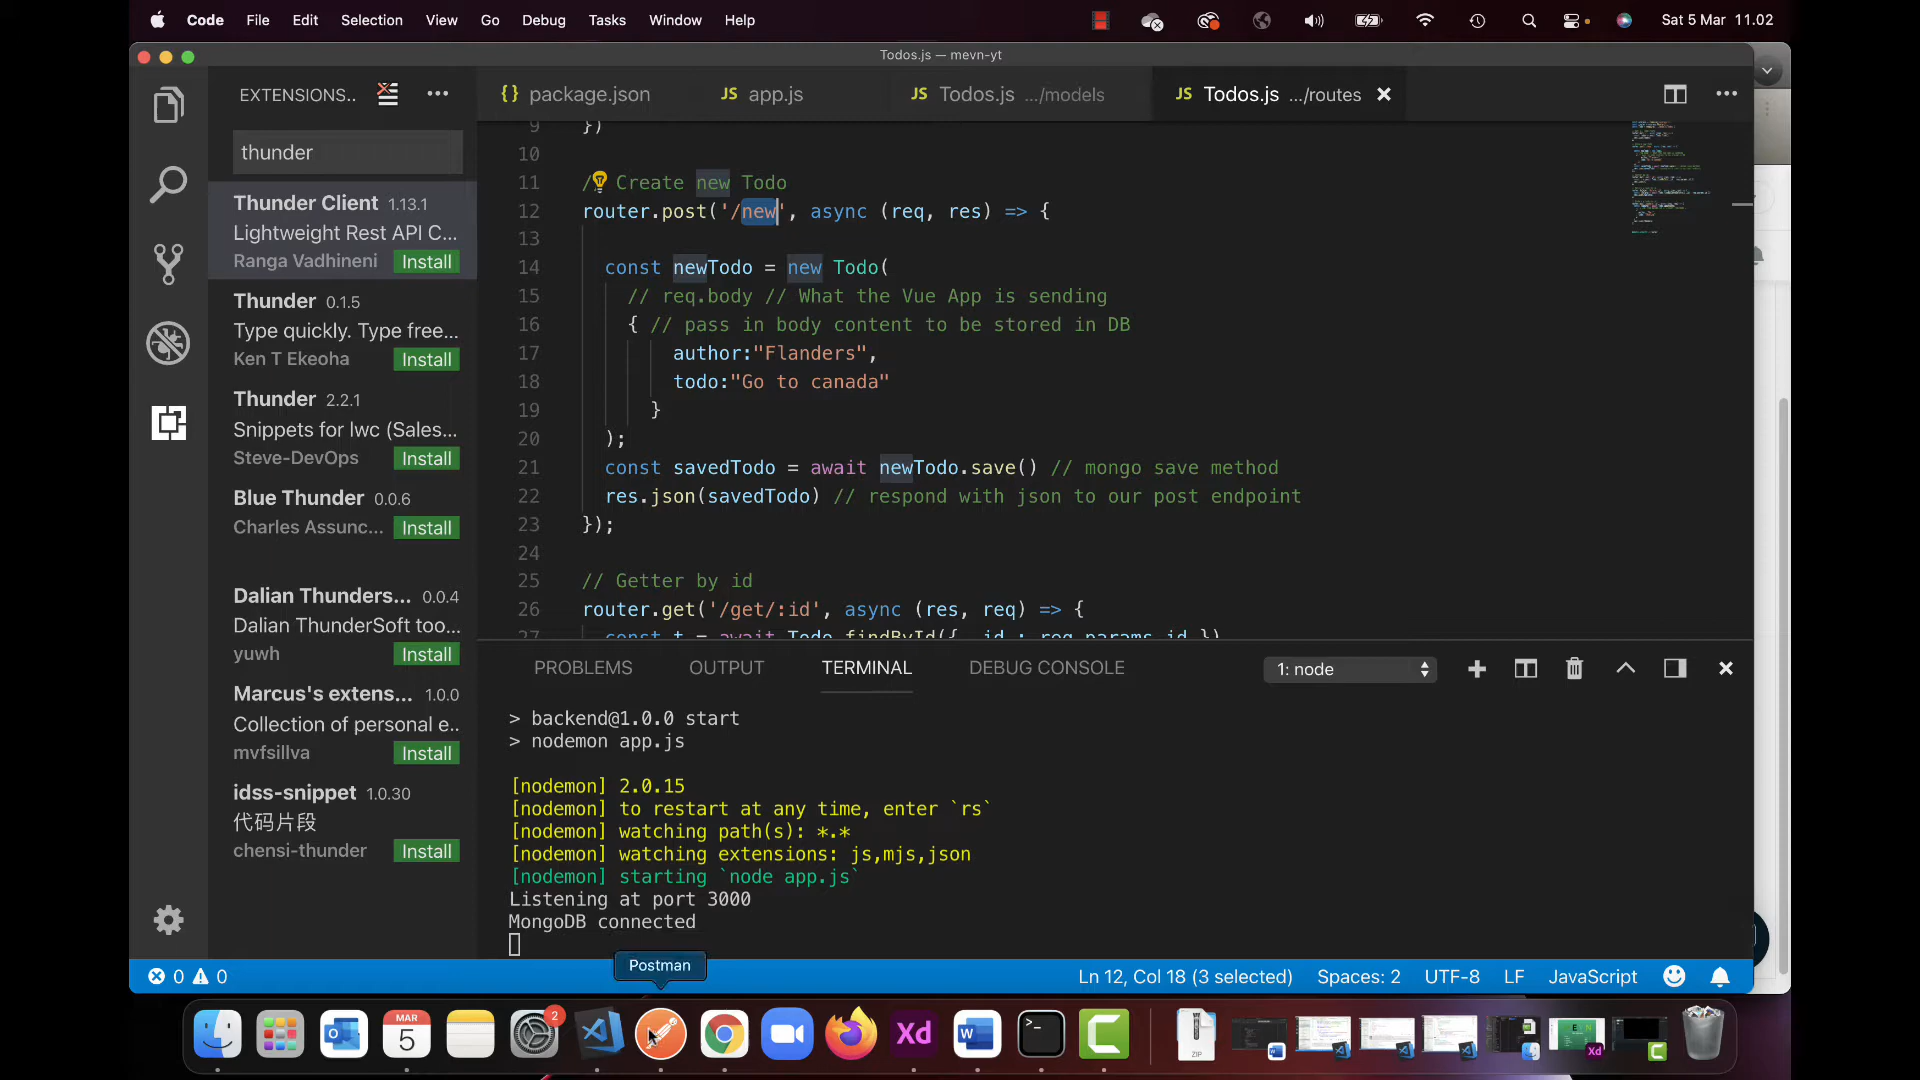 Code File Edit Selection View Go Debug Tasks Window Help Sat 5 Mar 11.02
Todos.js — mevn-yt
EXTENSIONS..
{} package.json JS app.js JS Todos.js .../models JS Todos.js .../routes
thunder
Thunder Client 1.13.1
Lightweight Rest API C...
Ranga Vadhineni Install
Thunder 0.1.5
Type quickly. Type free...
Ken T Ekeoha Install
Thunder 2.2.1
Snippets for lwc (Sales...
Steve-DevOps Install
Blue Thunder 0.0.6
Charles Assunc... Install
Dalian Thunders... 0.0.4
Dalian ThunderSoft too...
yuwh Install
Marcus's extens... 1.0.0
Collection of personal e..
mvfsillva Install
idss-snippet 1.0.30
代码片段
chensi-thunder Install
9 })
10
11 / Create new Todo
12 router.post('/new', async (req, res) => {
13
14 const newTodo = new Todo(
15 // req.body // What the Vue App is sending
16 { // pass in body content to be stored in DB
17 author:"Flanders",
18 todo:"Go to canada"
19 }
20 );
21 const savedTodo = await newTodo.save() // mongo save method
22 res.json(savedTodo) // respond with json to our post endpoint
23 });
24
25 // Getter by id
26 router.get('/get/:id', async (res, req) => {
27 const t = await Todo.findById({ _id : req.params.id })
PROBLEMS OUTPUT TERMINAL DEBUG CONSOLE 1: node
> backend@1.0.0 start
> nodemon app.js
[nodemon] 2.0.15
[nodemon] to restart at any time, enter `rs`
[nodemon] watching path(s): *.*
[nodemon] watching extensions: js,mjs,json
[nodemon] starting `node app.js`
Listening at port 3000
MongoDB connected
Postman
0 0 Ln 12, Col 18 (3 selected) Spaces: 2 UTF-8 LF JavaScript
MAR
5
2
Xd
W
>_
ZIP